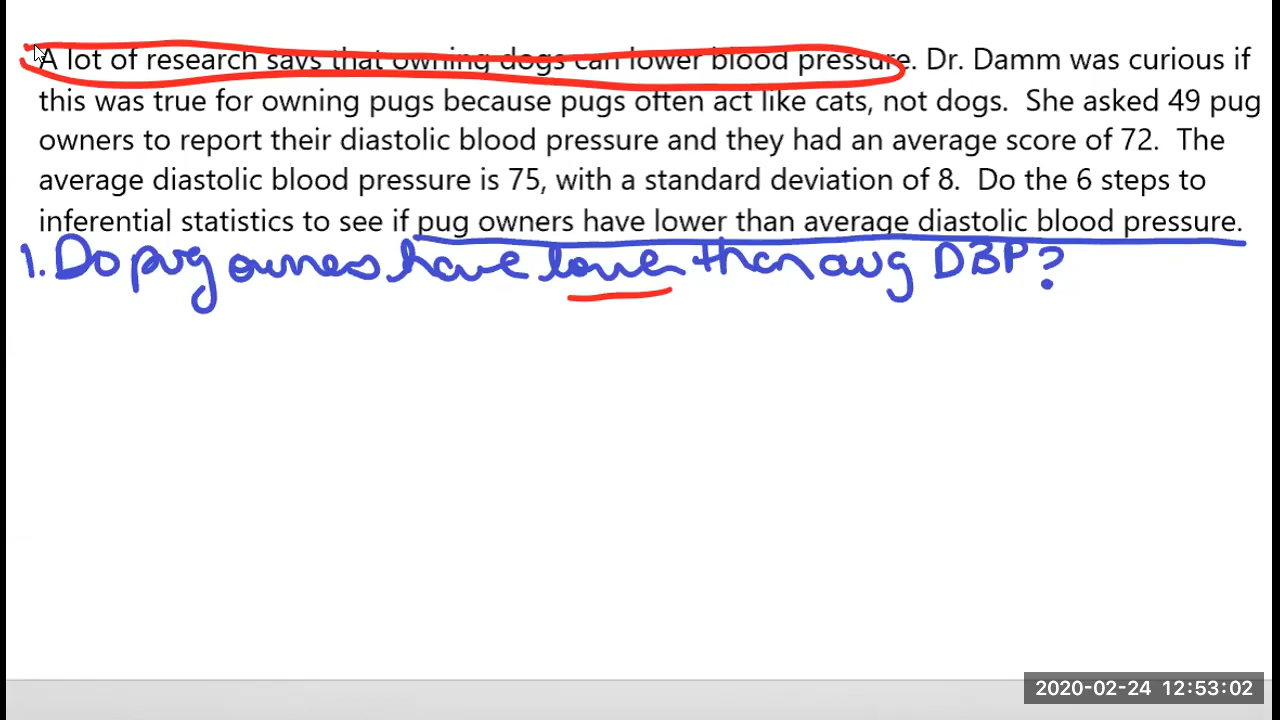 A lot of research says that owning dogs can lower blood pressure. Dr. Damm was curious if
this was true for owning pugs because pugs often act like cats, not dogs. She asked 49 pug
owners to report their diastolic blood pressure and they had an average score of 72. The
average diastolic blood pressure is 75, with a standard deviation of 8. Do the 6 steps to
inferential statistics to see if pug owners have lower than average diastolic blood pressure.
1. Do pug owners have lower than avg DBP?
2020-02-24 12:53:02